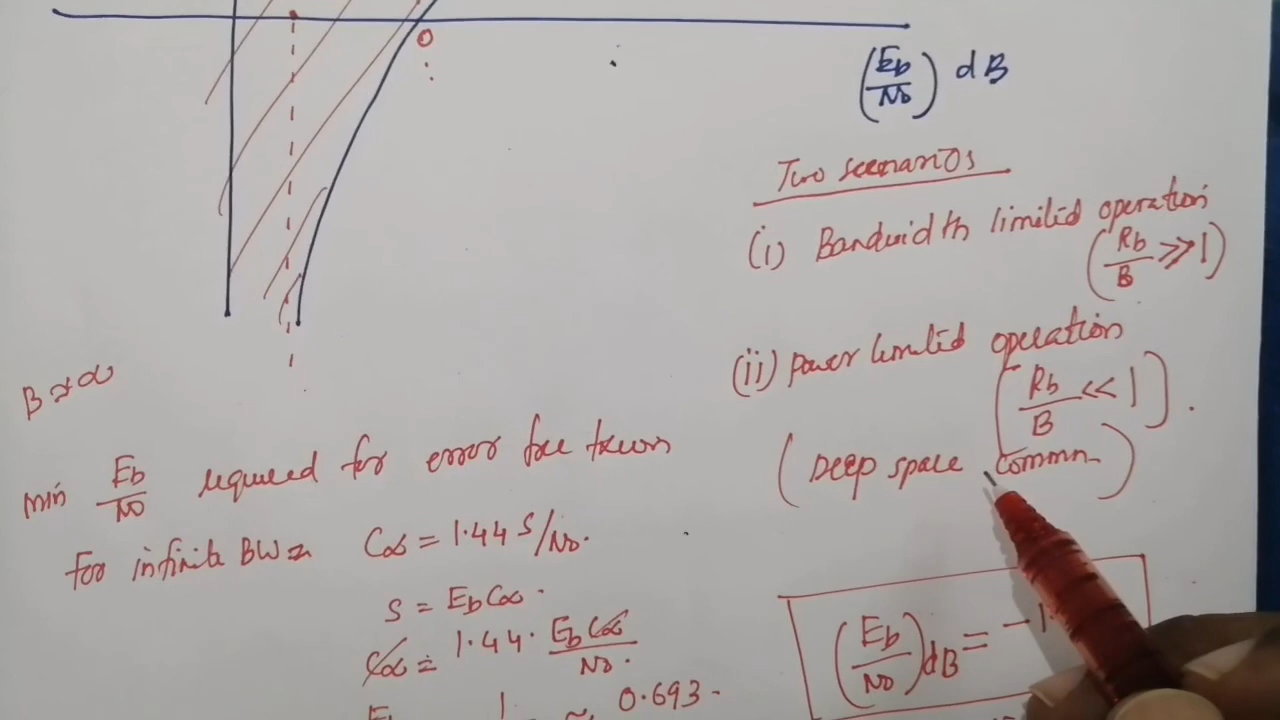 0
(Eb/No) dB
Two scenarios
(i) Bandwidth limited operation
(Rb/B >> 1)
(ii) Power limited operation
[Rb/B << 1].
(Deep space commn)
B ≈ ∞
min Eb/No required for error free
For infinite BW = C∞ = 1.44 S/No.
S = Eb C∞.
C∞ = 1.44. Eb C∞/No.
1 ≈ 0.693
(Eb/No)dB = -1.